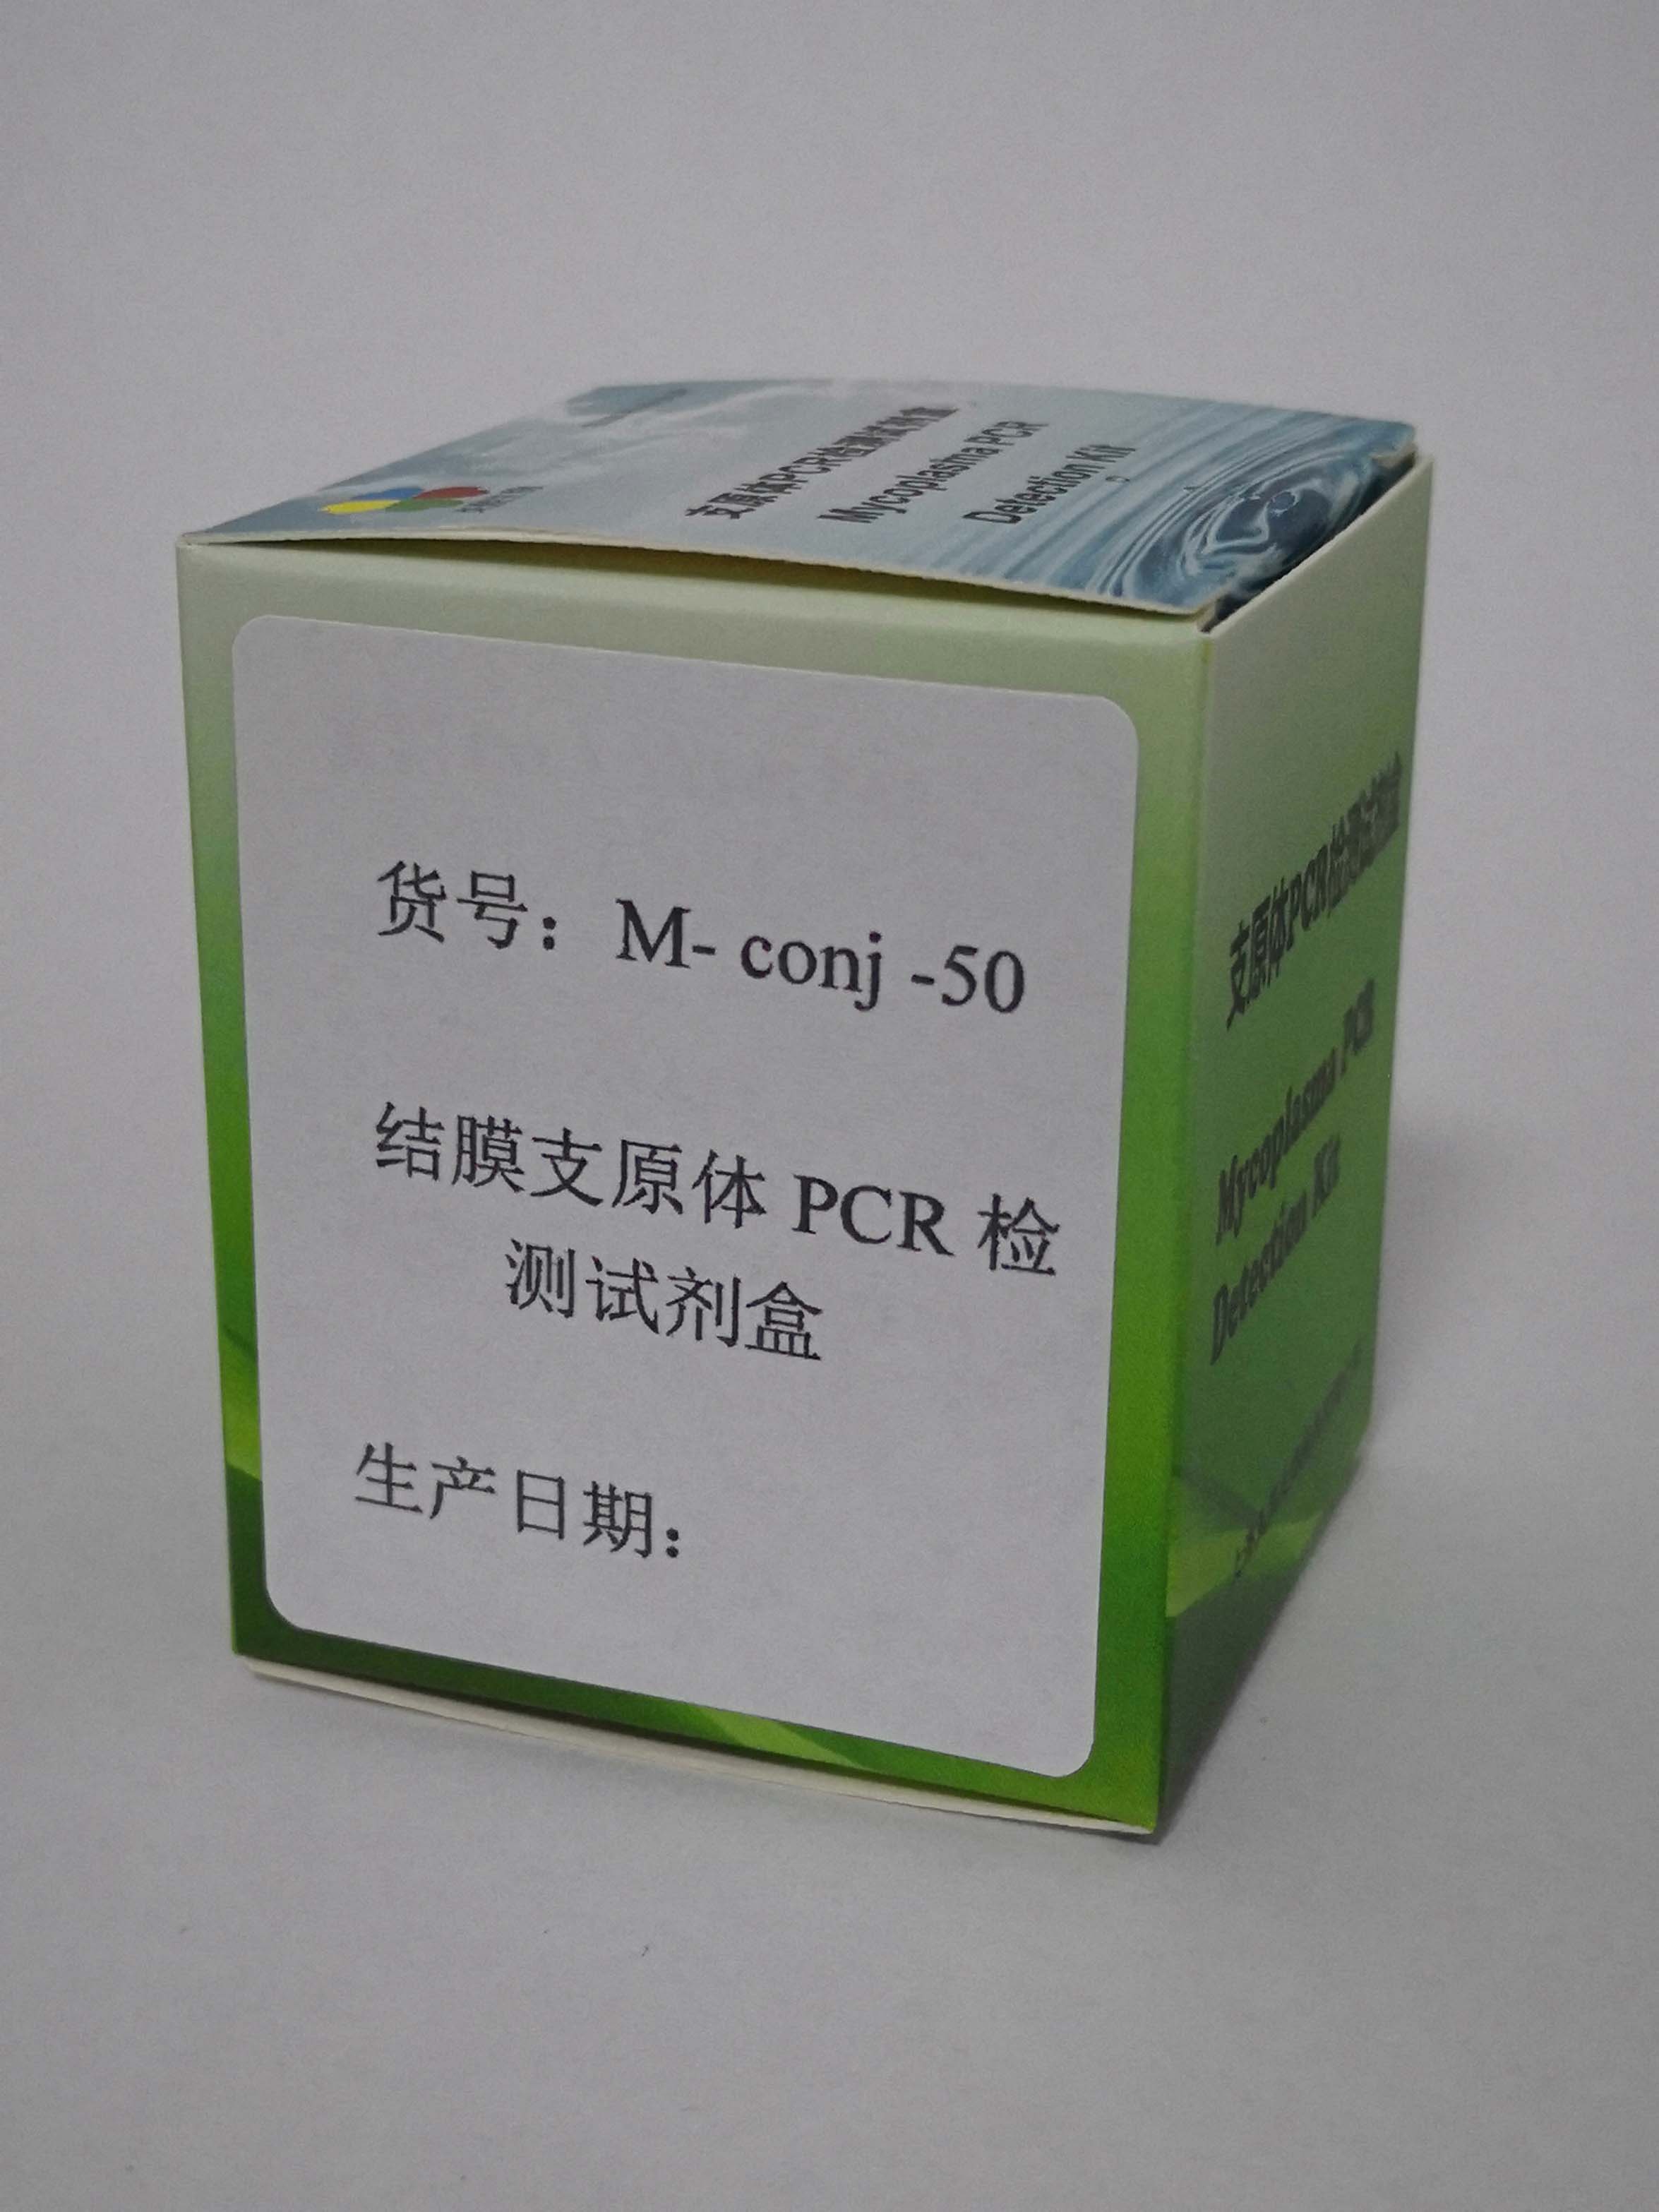 支原体PCR检测试剂盒
Mycoplasma PCR
Detection Kit
货号：M- conj -50
结膜支原体 PCR 检
测试剂盒
生产日期：
支原体PCR检测试剂盒
Mycoplasma PCR
Detection Kit